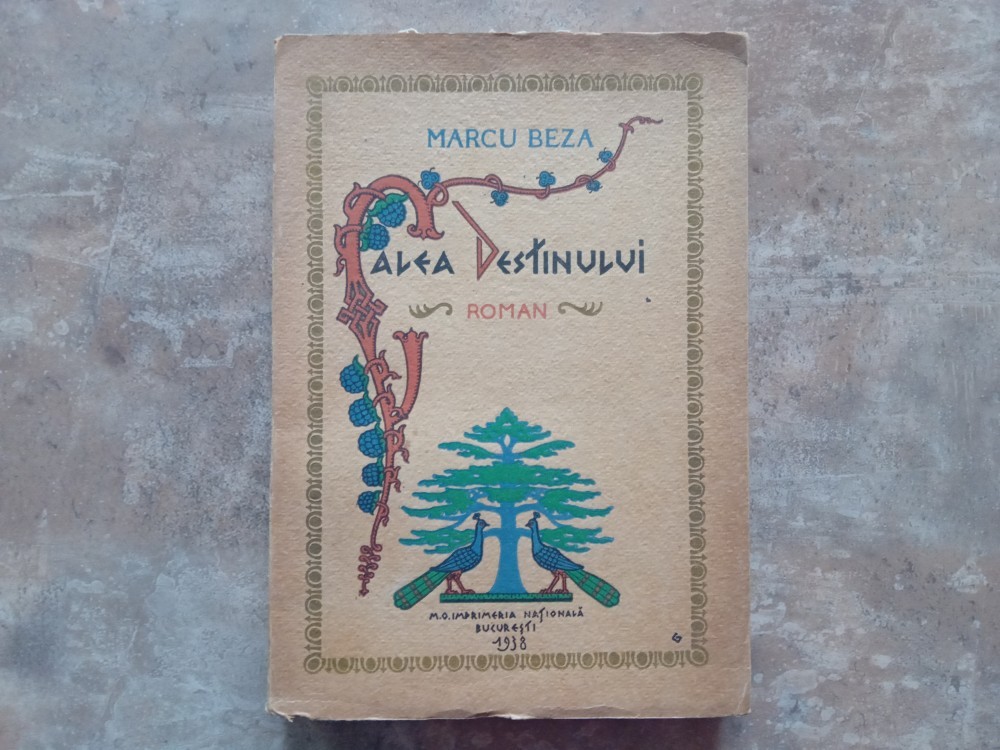 MARCU BEZA
CALEA DESTINULUI
ROMAN
M.O. IMPRIMERIA NAȚIONALĂ
BUCUREȘTI
1938
G